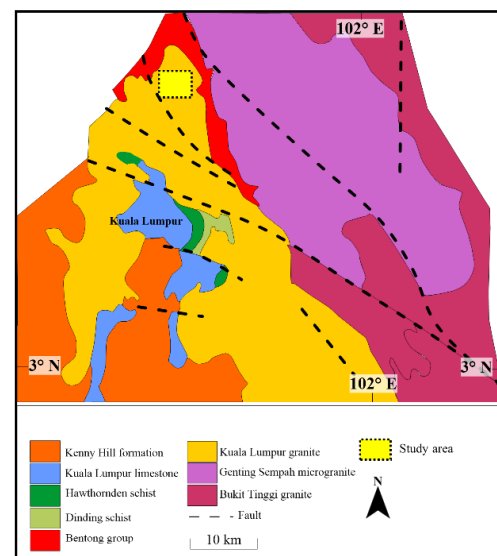 102° E
Kuala Lumpur
3° N
3° N
102° E
Kenny Hill formation
Kuala Lumpur limestone
Hawthornden schist
Dinding schist
Bentong group
Kuala Lumpur granite
Genting Sempah microgranite
Bukit Tinggi granite
Fault
10 km
Study area
N